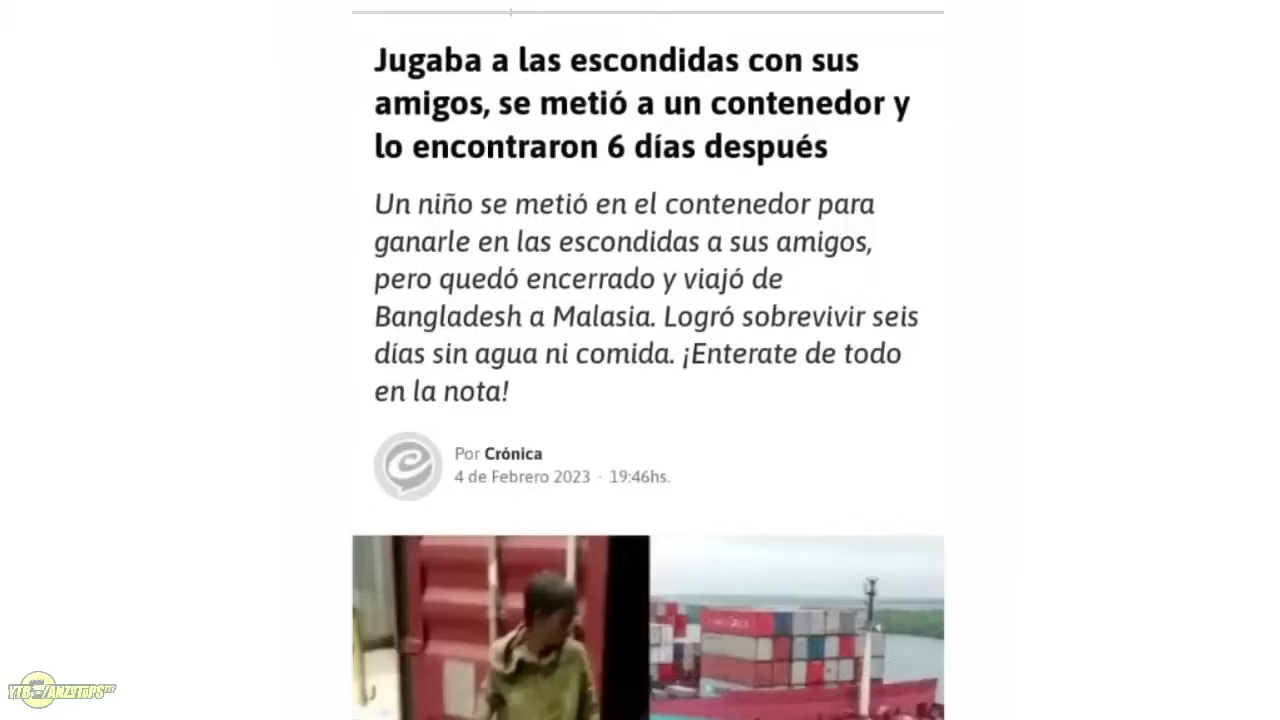 Jugaba a las escondidas con sus
amigos, se metió a un contenedor y
lo encontraron 6 días después
Un niño se metió en el contenedor para
ganarle en las escondidas a sus amigos,
pero quedó encerrado y viajó de
Bangladesh a Malasia. Logró sobrevivir seis
días sin agua ni comida. ¡Enterate de todo
en la nota!
Por Crónica
4 de Febrero 2023 · 19:46hs.